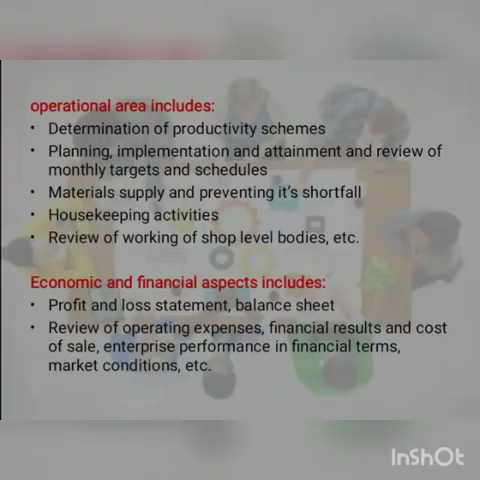 operational area includes:
• Determination of productivity schemes
• Planning, implementation and attainment and review of
monthly targets and schedules
• Materials supply and preventing it's shortfall
• Housekeeping activities
• Review of working of shop level bodies, etc.
Economic and financial aspects includes:
• Profit and loss statement, balance sheet
• Review of operating expenses, financial results and cost
of sale, enterprise performance in financial terms,
market conditions, etc.
InShOt